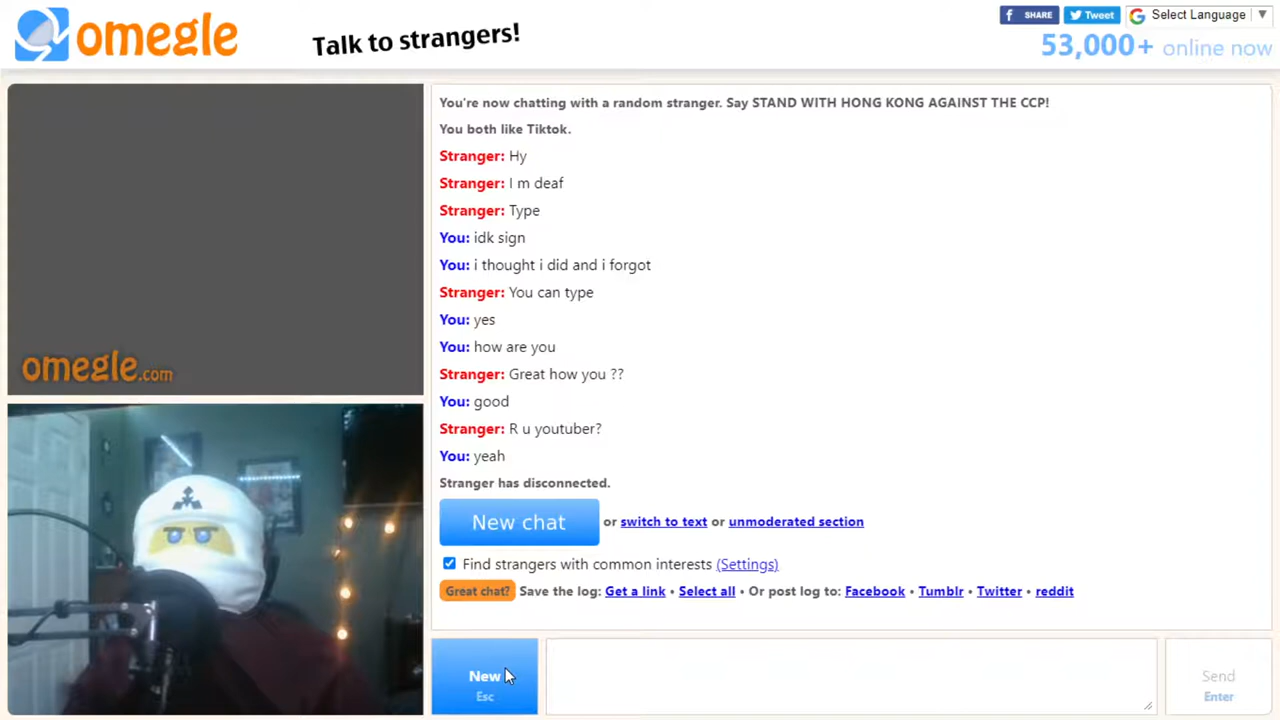 omegle
Talk to strangers!
SHARE
Tweet
Select Language
53,000+ online now
You're now chatting with a random stranger. Say STAND WITH HONG KONG AGAINST THE CCP!
You both like Tiktok.
Stranger: Hy
Stranger: I m deaf
Stranger: Type
You: idk sign
You: i thought i did and i forgot
Stranger: You can type
You: yes
You: how are you
Stranger: Great how you ??
You: good
Stranger: R u youtuber?
You: yeah
Stranger has disconnected.
New chat or switch to text or unmoderated section
Find strangers with common interests (Settings)
Great chat? Save the log: Get a link • Select all • Or post log to: Facebook • Tumblr • Twitter • reddit
omegle.com
New
Esc
Send
Enter